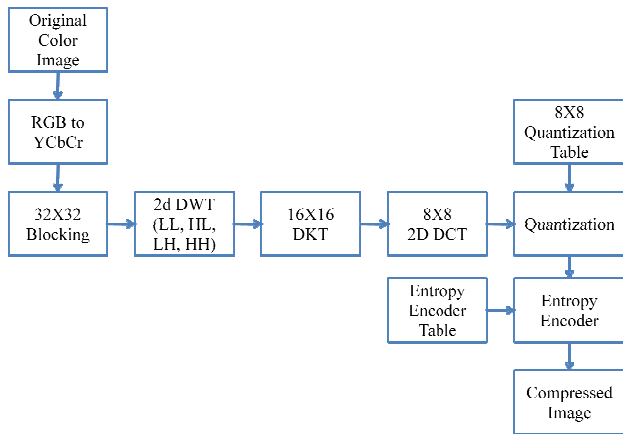 Original
Color
Image
RGB to
YCbCr
8X8
Quantization
Table
32X32
Blocking
2d DWT
(LL, HL,
LH, HH)
16X16
DKT
8X8
2D DCT
Quantization
Entropy
Encoder
Table
Entropy
Encoder
Compressed
Image